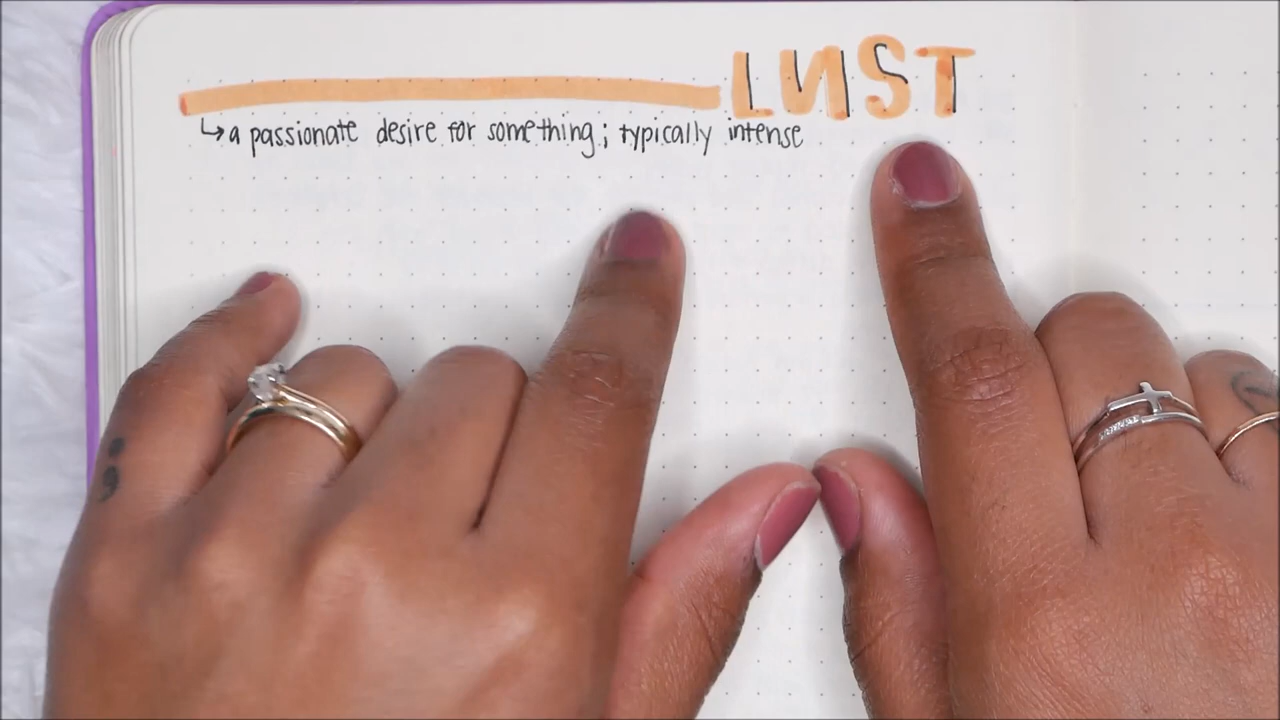 LUST
↳ a passionate desire for something; typically intense